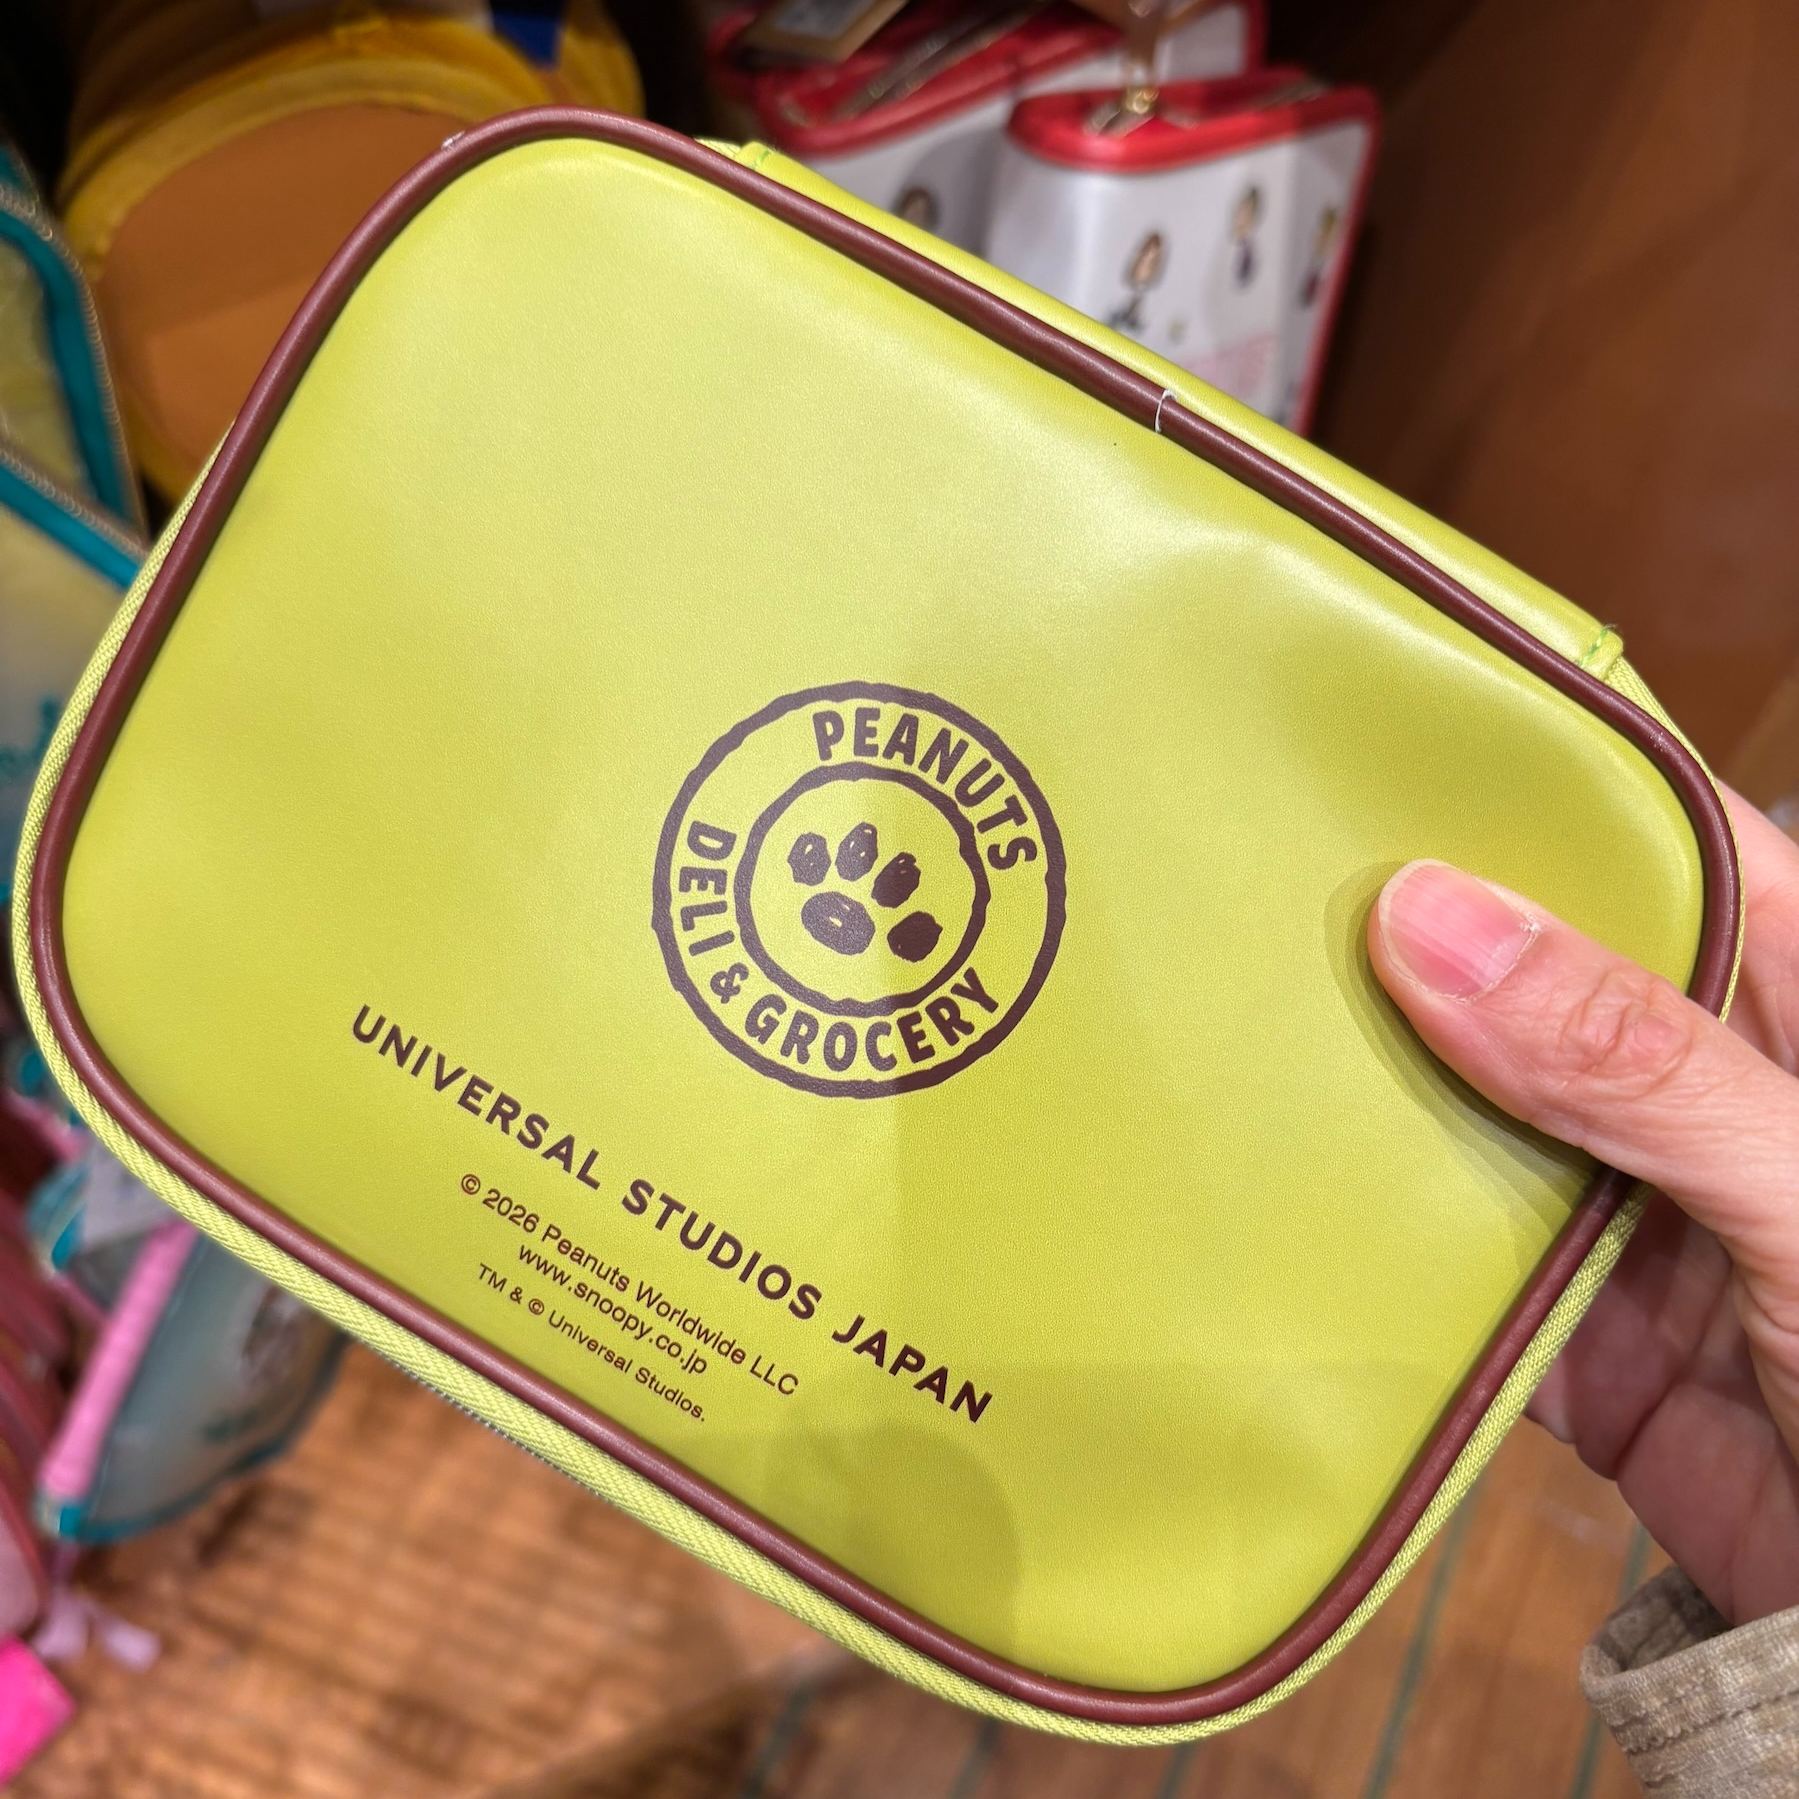 PEANUTS
DELI & GROCERY
UNIVERSAL STUDIOS JAPAN
© 2026 Peanuts Worldwide LLC
www.snoopy.co.jp
TM & © Universal Studios.